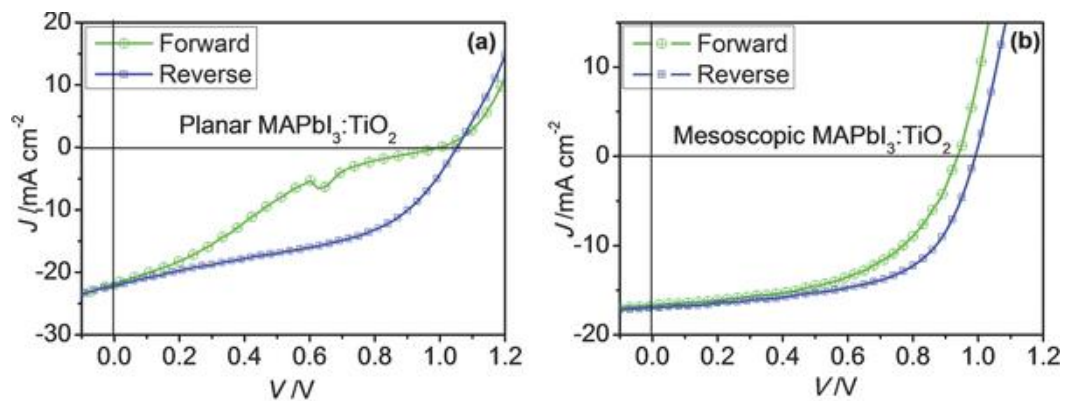 20
10
0
-10
-20
-30
J /mA cm⁻²
Forward
Reverse
(a)
Planar MAPbI₃:TiO₂
0.0 0.2 0.4 0.6 0.8 1.0 1.2
V /V
10
0
-10
-20
J /mA cm⁻²
Forward
Reverse
(b)
Mesoscopic MAPbI₃:TiO₂
0.0 0.2 0.4 0.6 0.8 1.0 1.2
V/V